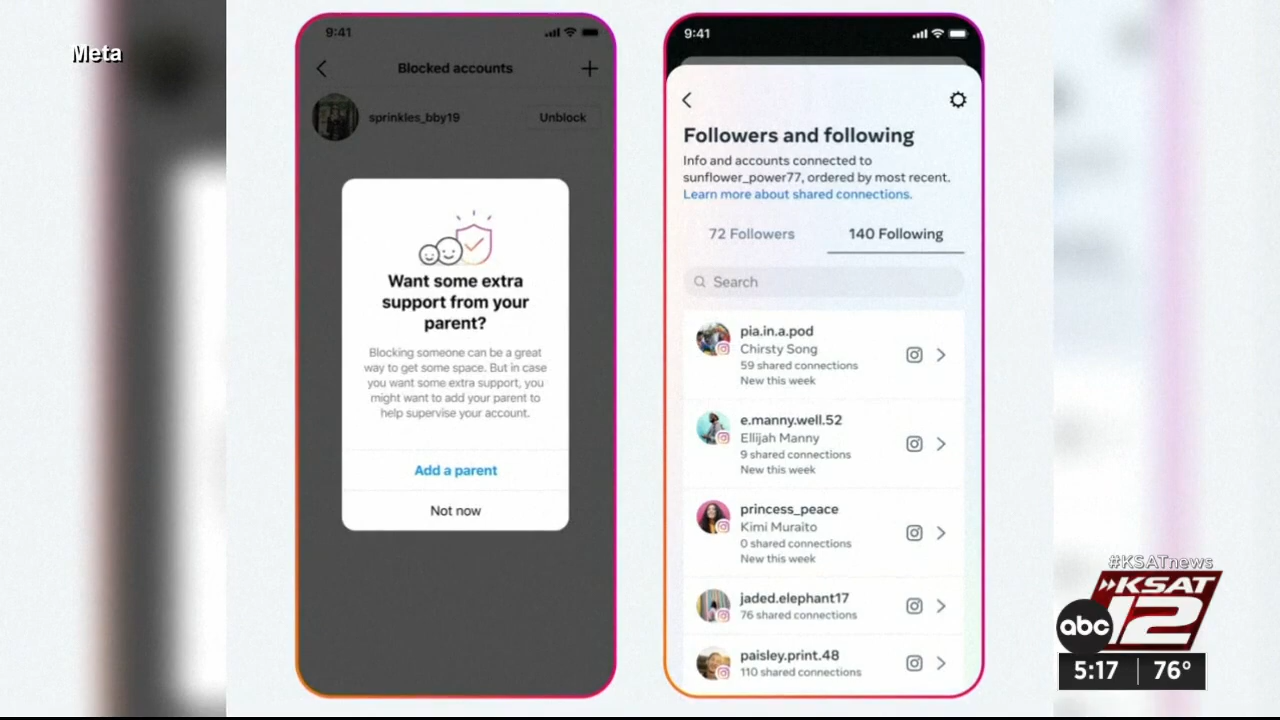 Meta
9:41
Blocked accounts
sprinkles_bby19
Unblock
Want some extra
support from your
parent?
Blocking someone can be a great
way to get some space. But in case
you want some extra support, you
might want to add your parent to
help supervise your account.
Add a parent
Not now
9:41
Followers and following
Info and accounts connected to
sunflower_power77, ordered by most recent.
Learn more about shared connections.
72 Followers
140 Following
Search
pia.in.a.pod
Chirsty Song
59 shared connections
New this week
e.manny.well.52
Ellijah Manny
9 shared connections
New this week
princess_peace
Kimi Muraito
0 shared connections
New this week
jaded.elephant17
76 shared connections
paisley.print.48
110 shared connections
#KSATnews
KSAT
abc 12
5:17 76°